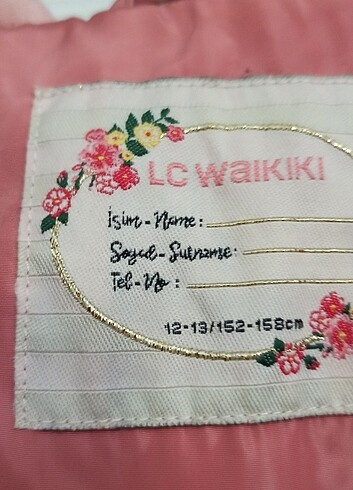 LC WAIKIKI
İsim-Name:
Soyad-Surname:
Tel-No:
12-13/152-158cm